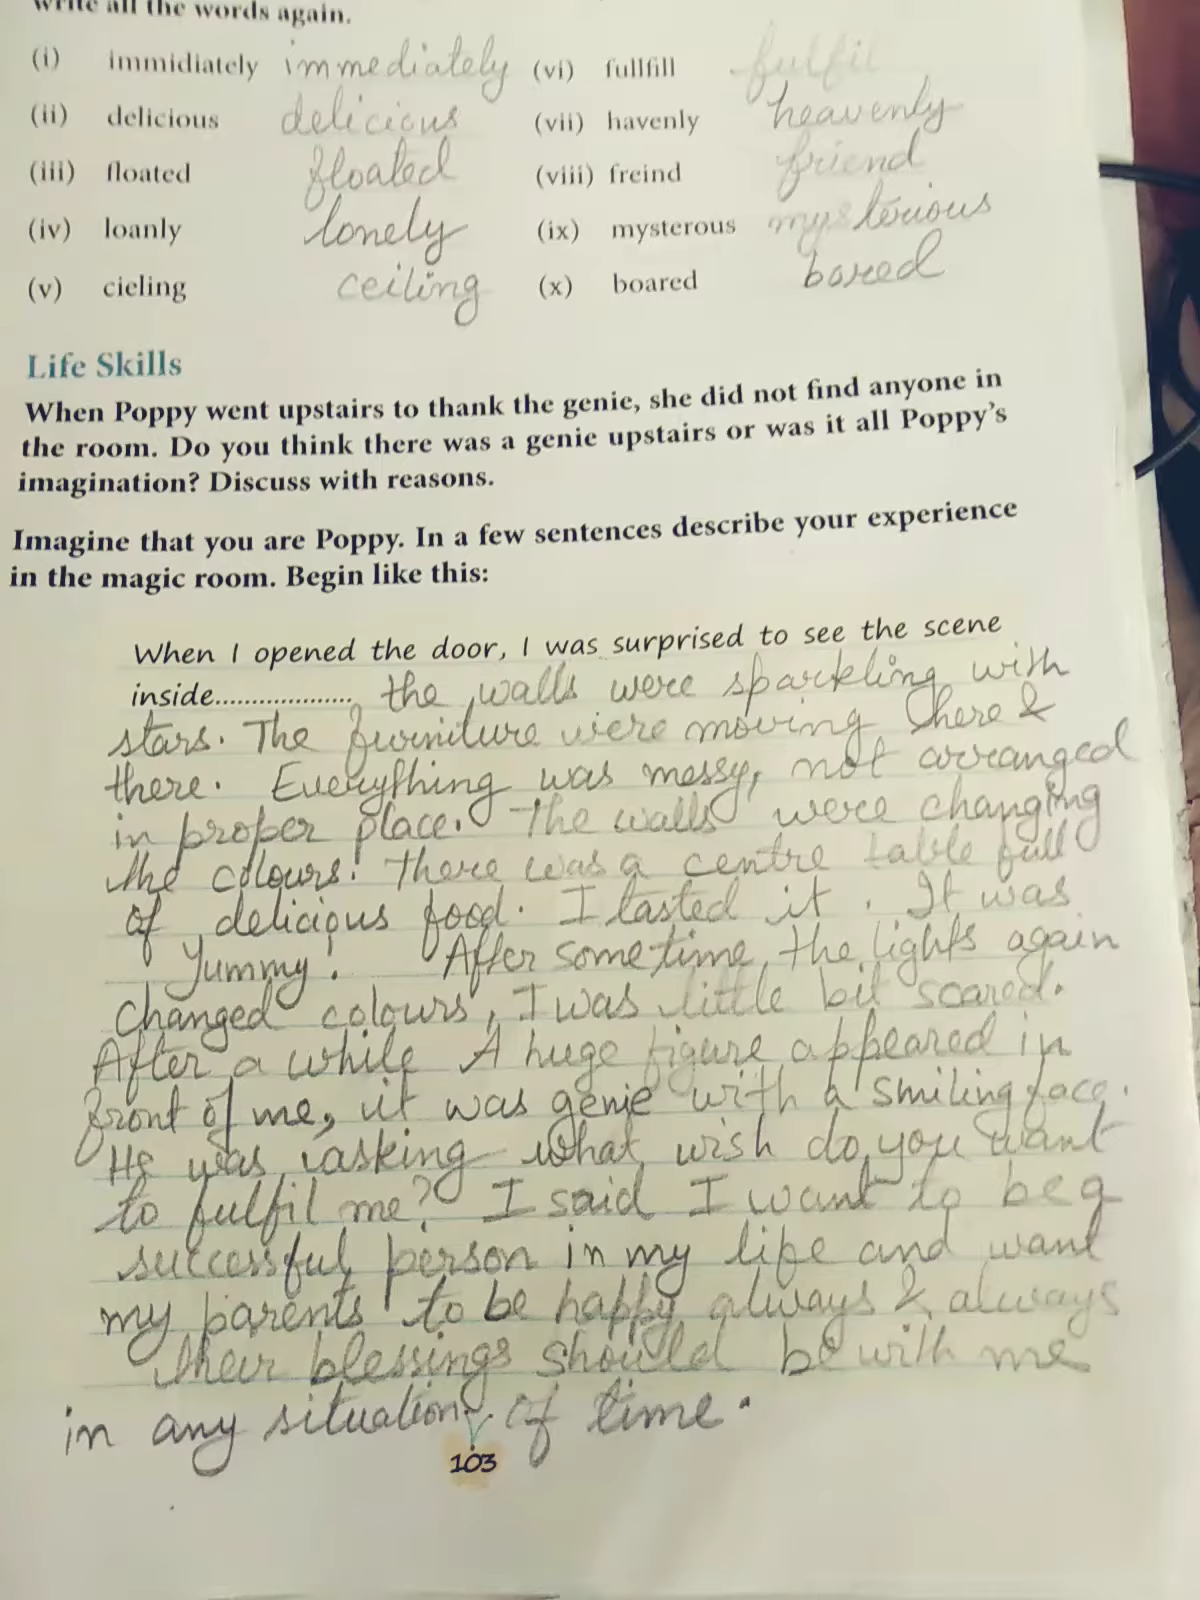 write all the words again.
(i) immidiately immediately (vi) fullfill fulfil
(ii) delicious delicious (vii) havenly heavenly
(iii) floated floated (viii) freind friend
(iv) loanly lonely (ix) mysterous mysterious
(v) cieling ceiling (x) boared bored
Life Skills
When Poppy went upstairs to thank the genie, she did not find anyone in
the room. Do you think there was a genie upstairs or was it all Poppy's
imagination? Discuss with reasons.
Imagine that you are Poppy. In a few sentences describe your experience
in the magic room. Begin like this:
When I opened the door, I was surprised to see the scene
inside................... the walls were sparkling with
stars. The furniture were moving here &
there. Everything was messy, not arranged
in proper place. The walls were changing
the colours! There was a centre table full
of delicious food. I tasted it. It was
Yummy! After sometime, the lights again
changed colours, I was little bit scared.
After a while A huge figure appeared in
front of me, it was genie with a smiling face.
He was asking what wish do you want
to fulfil me? I said I want to be a
successful person in my life and want
my parents to be happy always & always
their blessings should be with me
in any situation of time.
103